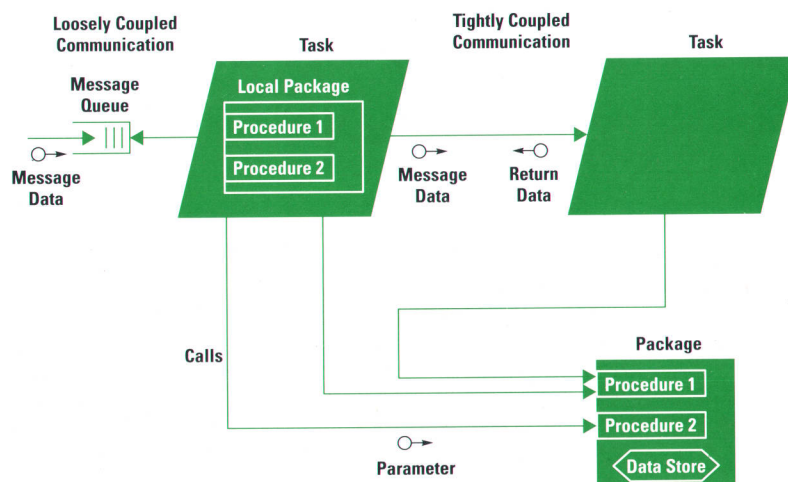 Loosely Coupled
Communication
Task
Tightly Coupled
Communication
Task
Message
Queue
Local Package
Procedure 1
Procedure 2
Message
Data
Message
Data
Return
Data
Calls
Package
Procedure 1
Procedure 2
Data Store
Parameter